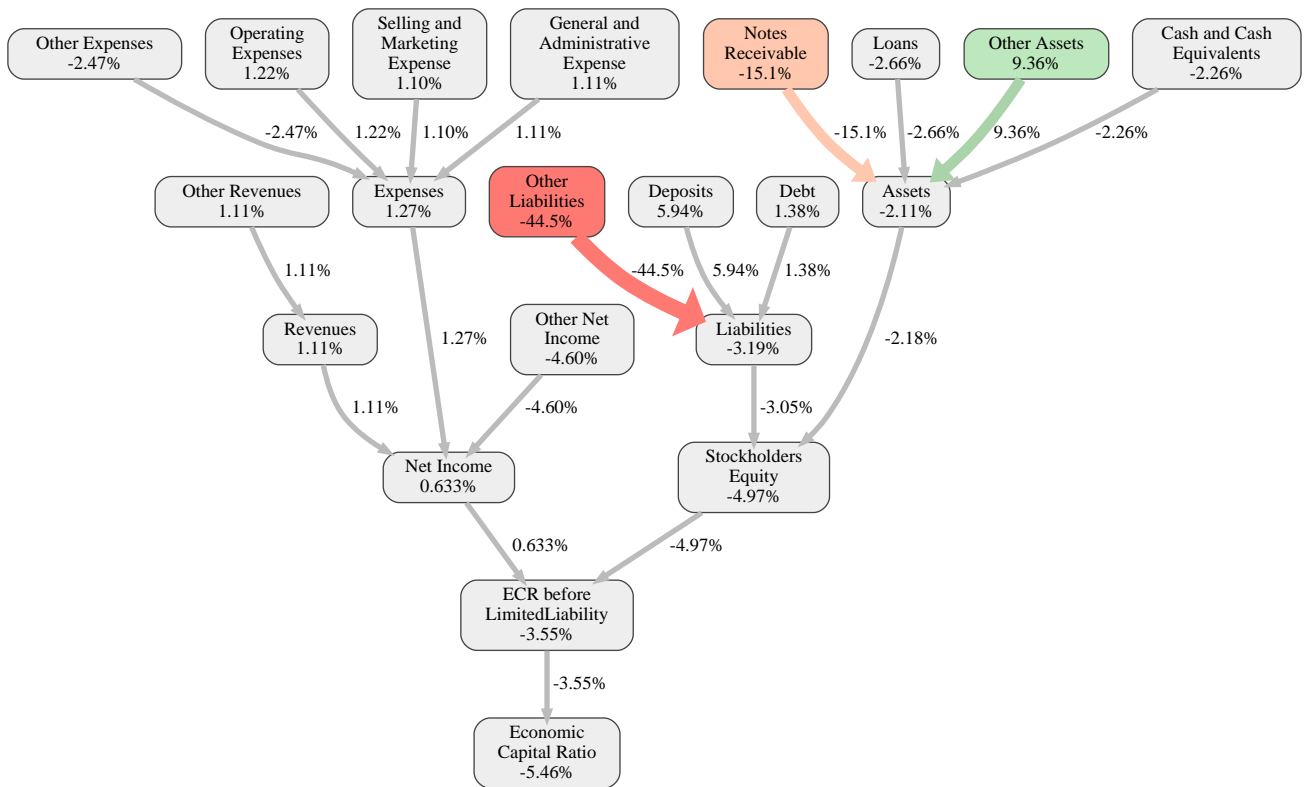 Other Expenses
-2.47%
Operating
Expenses
1.22%
Selling and
Marketing
Expense
1.10%
General and
Administrative
Expense
1.11%
Notes
Receivable
-15.1%
Loans
-2.66%
Other Assets
9.36%
Cash and Cash
Equivalents
-2.26%
-2.47%
1.22%
1.10%
1.11%
-15.1%
-2.66%
9.36%
-2.26%
Other Revenues
1.11%
Expenses
1.27%
Other
Liabilities
-44.5%
Deposits
5.94%
Debt
1.38%
Assets
-2.11%
1.11%
-44.5%
5.94%
1.38%
Revenues
1.11%
1.27%
Other Net
Income
-4.60%
Liabilities
-3.19%
-2.18%
1.11%
-4.60%
-3.05%
Net Income
0.633%
Stockholders
Equity
-4.97%
0.633%
-4.97%
ECR before
LimitedLiability
-3.55%
-3.55%
Economic
Capital Ratio
-5.46%